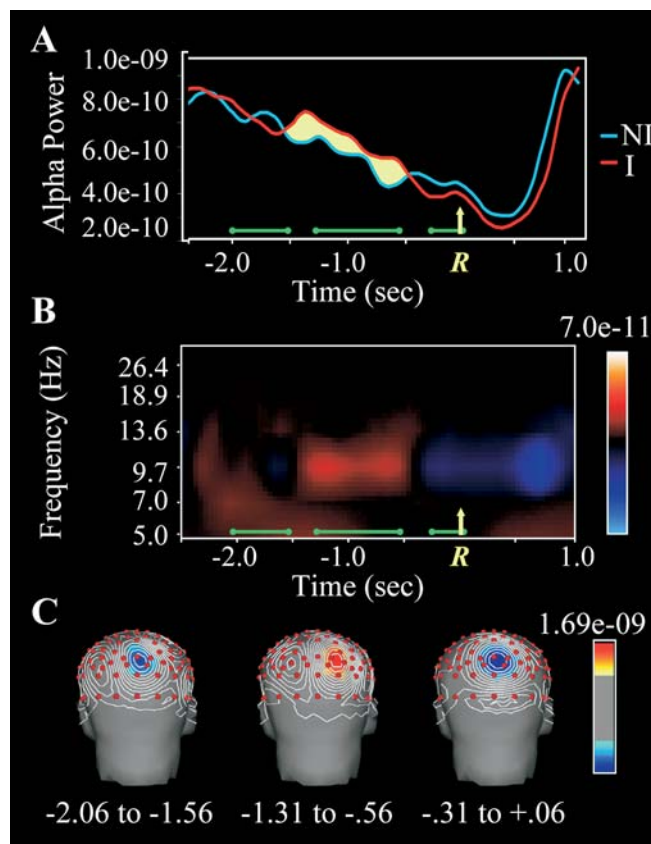 A
Alpha Power
1.0e-09
8.0e-10
6.0e-10
4.0e-10
2.0e-10
NI
I
-2.0
-1.0
R
1.0
Time (sec)
B
7.0e-11
Frequency (Hz)
26.4
18.9
13.6
9.7
7.0
5.0
-2.0
-1.0
R
1.0
Time (sec)
C
1.69e-09
-2.06 to -1.56
-1.31 to -.56
-.31 to +.06